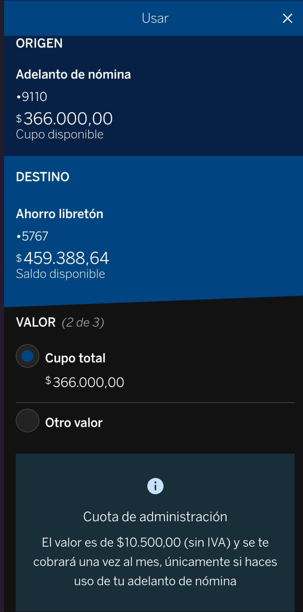 Usar
ORIGEN
Adelanto de nómina
•9110
$366.000,00
Cupo disponible
DESTINO
Ahorro libretón
•5767
$459.388,64
Saldo disponible
VALOR (2 de 3)
Cupo total
$366.000,00
Otro valor
Cuota de administración
El valor es de $10.500,00 (sin IVA) y se te
cobrará una vez al mes, únicamente si haces
uso de tu adelanto de nómina